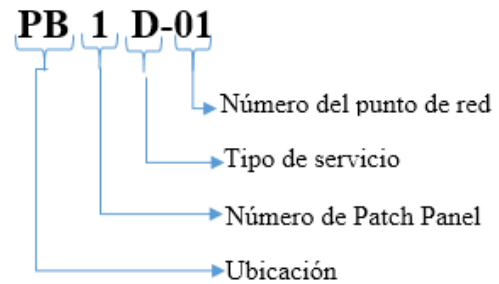 PB 1 D-01
Número del punto de red
Tipo de servicio
Número de Patch Panel
Ubicación